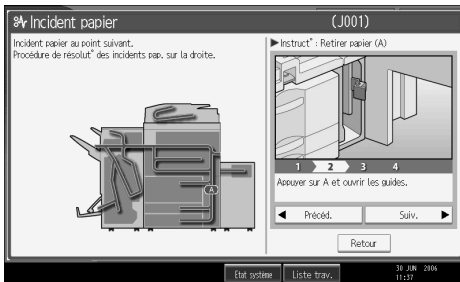 Incident papier
(J001)
Incident papier au point suivant.
Procédure de résolut° des incidents pap. sur la droite.
A
▶ Instruct° : Retirer papier (A)
1 2 3 4
Appuyer sur A et ouvrir les guides.
◀ Précéd.
Suiv. ▶
Retour
Etat système
Liste trav.
30 JUN 2006
11:37